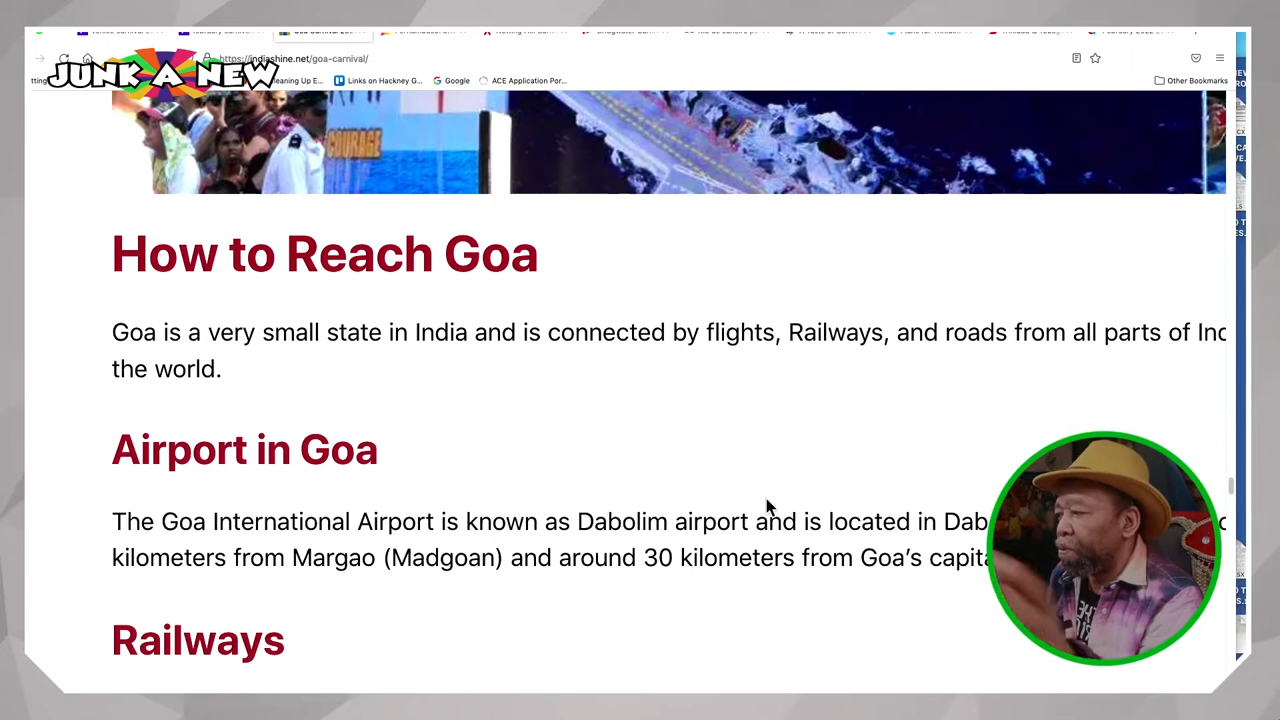 https://indiashine.net/goa-carnival/
JUNK A NEW
Links on Hackney G...
Google
ACE Application Por...
Other Bookmarks
COURAGE
How to Reach Goa
Goa is a very small state in India and is connected by flights, Railways, and roads from all parts of
the world.
Airport in Goa
The Goa International Airport is known as Dabolim airport and is located in
kilometers from Margao (Madgoan) and around 30 kilometers from Goa's
Railways